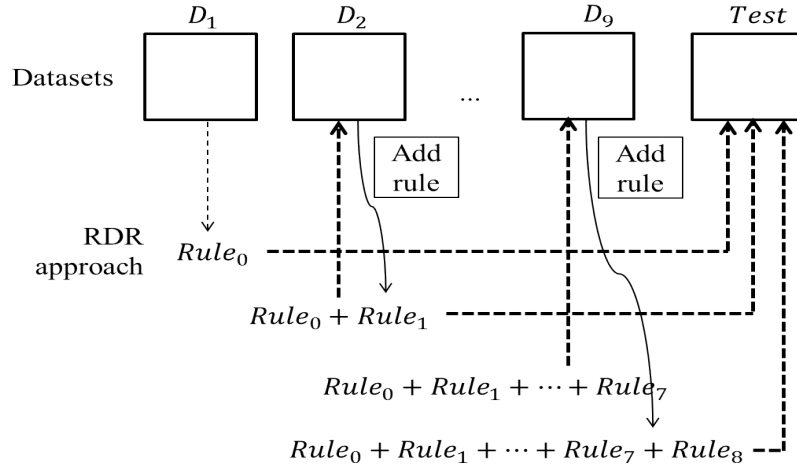 D₁ D₂ D₉ Test
Datasets
...
Add
rule
Add
rule
RDR
approach
Rule₀
Rule₀ + Rule₁
Rule₀ + Rule₁ + ⋯ + Rule₇
Rule₀ + Rule₁ + ⋯ + Rule₇ + Rule₈